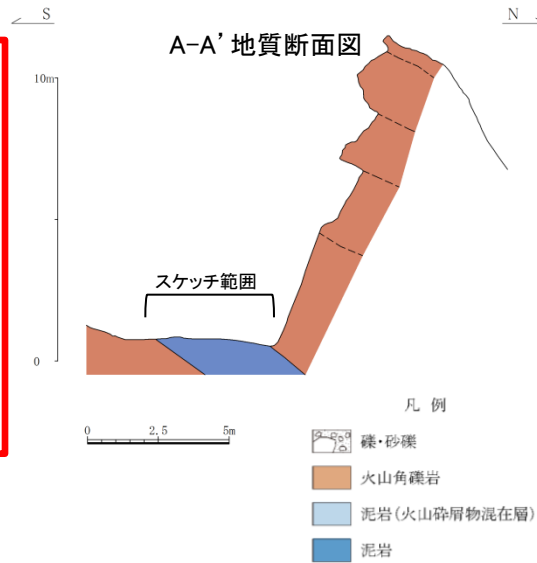 S
N
A-A’地質断面図
10m
スケッチ範囲
0
0 2.5 5m
凡 例
礫・砂礫
火山角礫岩
泥岩(火山砕屑物混在層)
泥岩